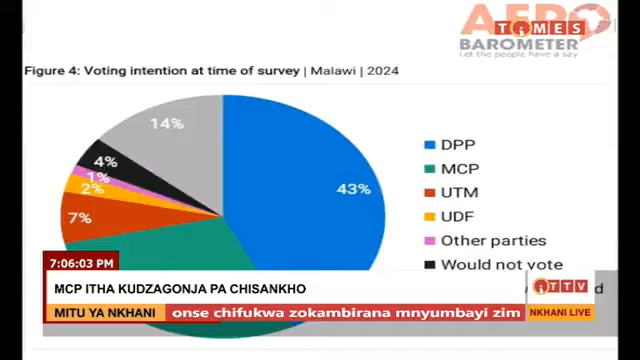 AFRO
TIMES
BAROMETER
Let the people have a say
Figure 4: Voting intention at time of survey | Malawi | 2024
14%
4%
1%
2%
7%
43%
DPP
MCP
UTM
UDF
Other parties
Would not vote
7:06:03 PM
MCP ITHA KUDZAGONJA PA CHISANKHO
TTV
MITU YA NKHANI
onse chifukwa zokambirana mnyumbayi zim
NKHANI LIVE